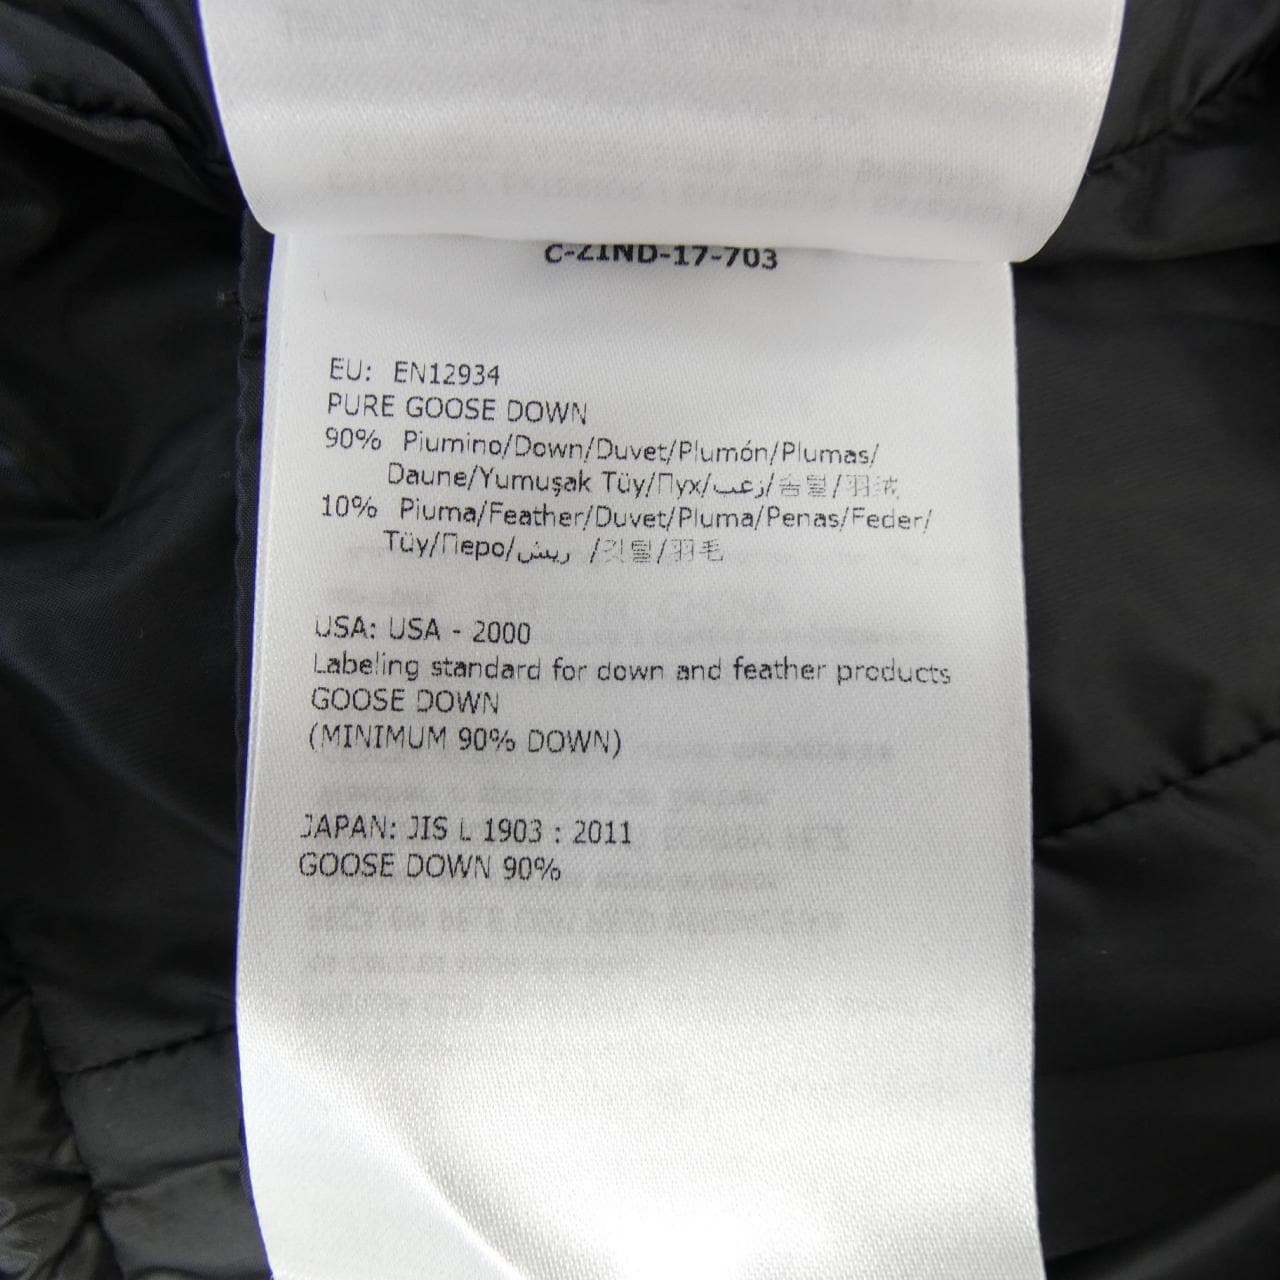 C-ZIND-17-703
EU: EN12934
PURE GOOSE DOWN
90% Piumino/Down/Duvet/Plumón/Plumas/
Daune/Yumuşak Tüy/Пух/زغب/솜털/羽绒
10% Piuma/Feather/Duvet/Pluma/Penas/Feder/
Tüy/Перо/ريش /깃털/羽毛
USA: USA - 2000
Labeling standard for down and feather products
GOOSE DOWN
(MINIMUM 90% DOWN)
JAPAN: JIS L 1903 : 2011
GOOSE DOWN 90%